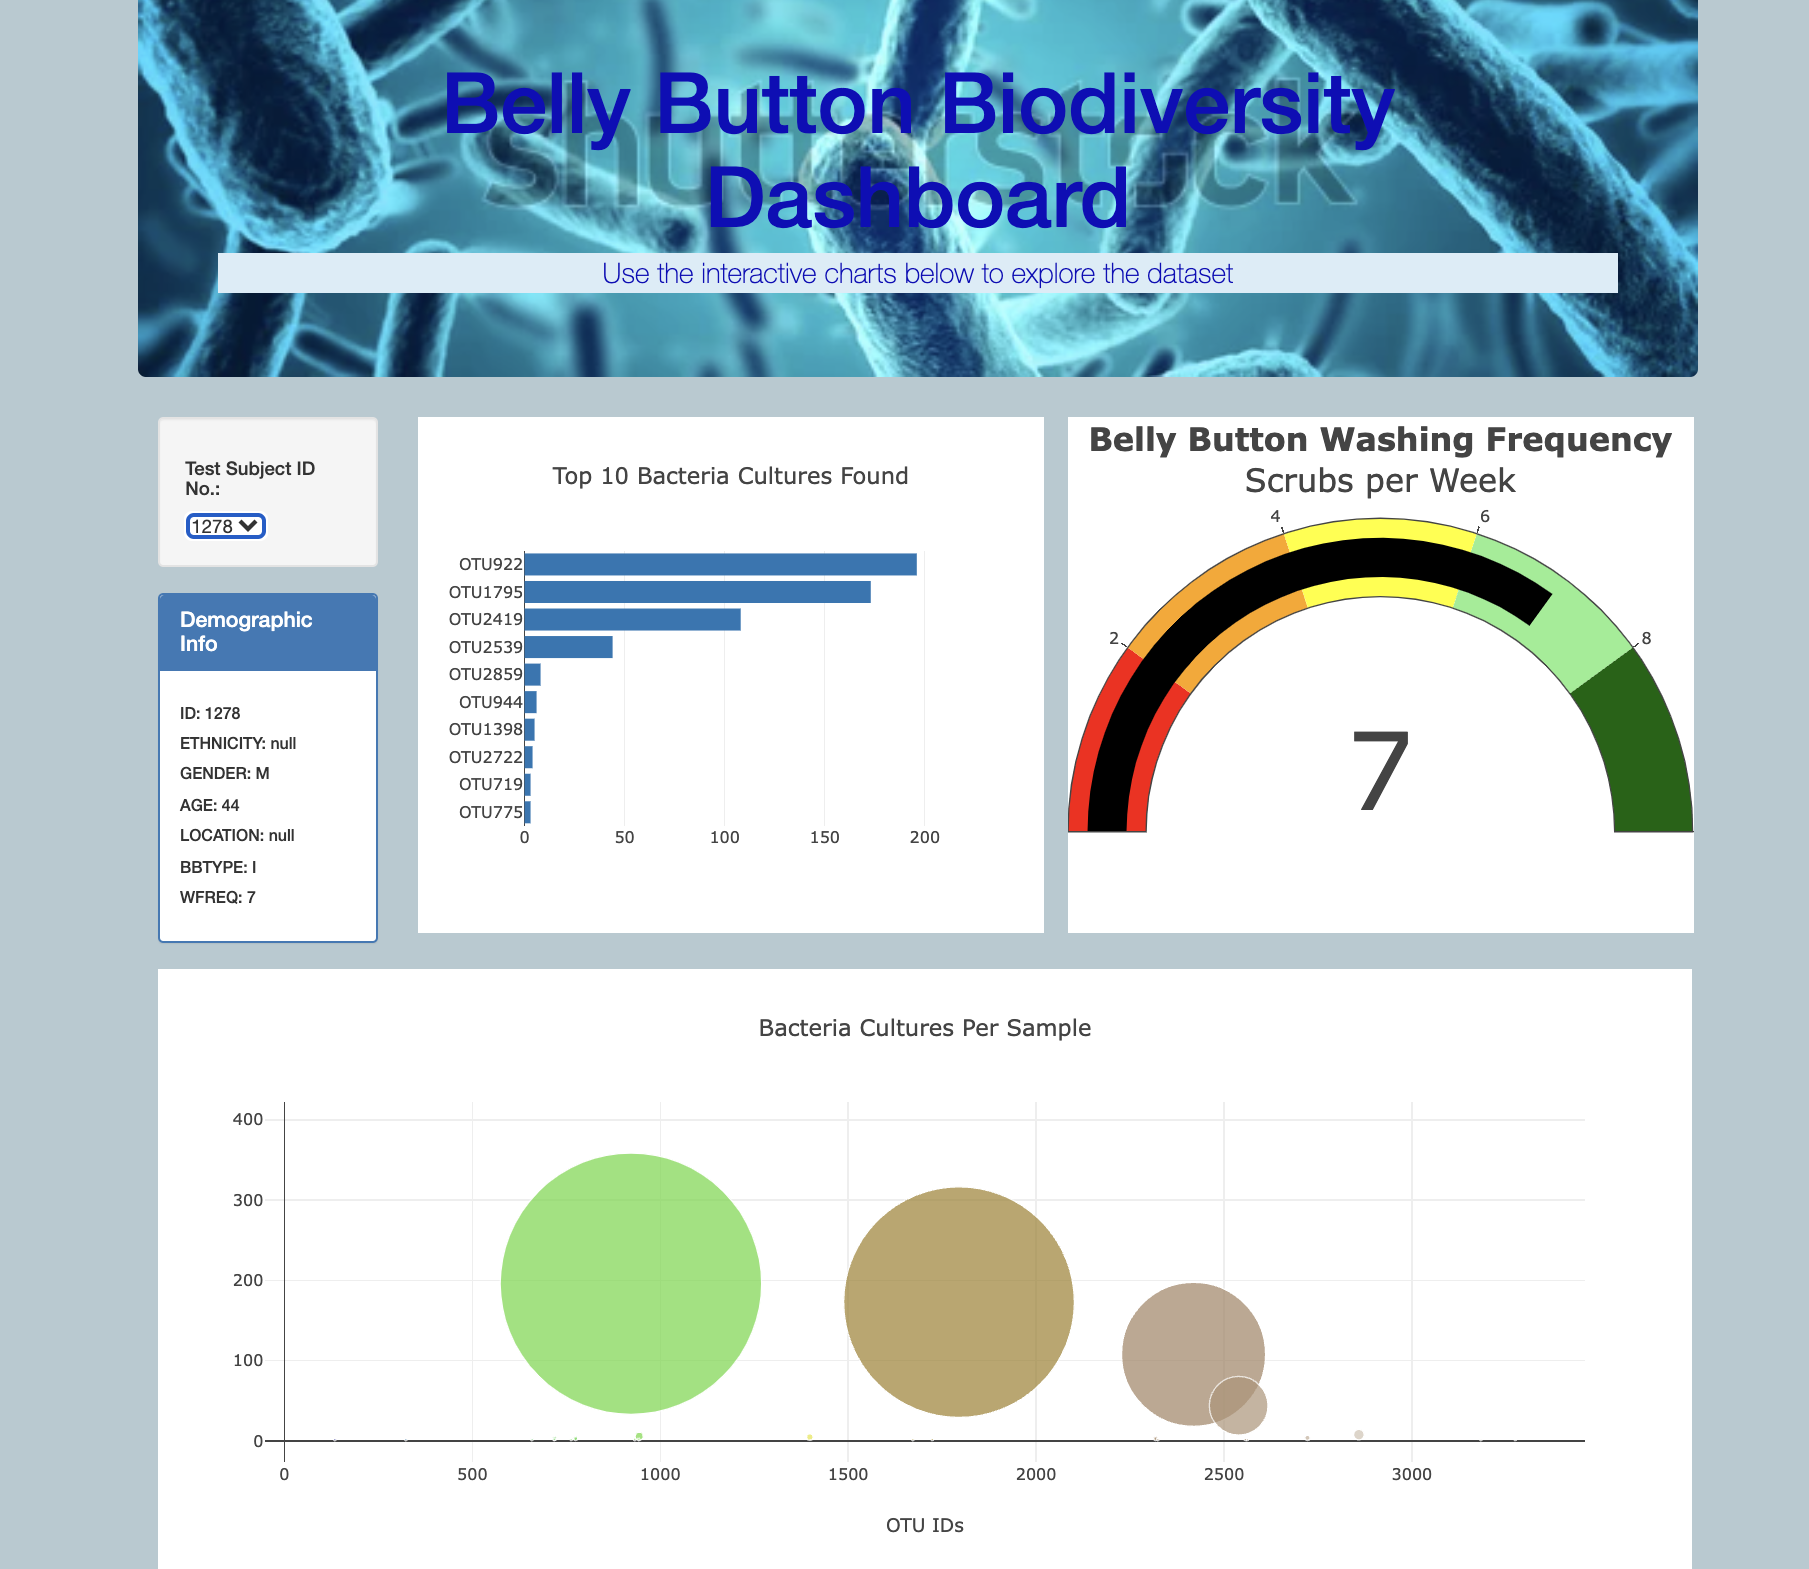 Belly Button Biodiversity
Dashboard
shutterstock
Use the interactive charts below to explore the dataset
Test Subject ID
No.:
1278
Demographic
Info
ID: 1278
ETHNICITY: null
GENDER: M
AGE: 44
LOCATION: null
BBTYPE: I
WFREQ: 7
Top 10 Bacteria Cultures Found
OTU922
OTU1795
OTU2419
OTU2539
OTU2859
OTU944
OTU1398
OTU2722
OTU719
OTU775
0 50 100 150 200
Belly Button Washing Frequency
Scrubs per Week
2 4 6 8
7
Bacteria Cultures Per Sample
400
300
200
100
0
0 500 1000 1500 2000 2500 3000
OTU IDs